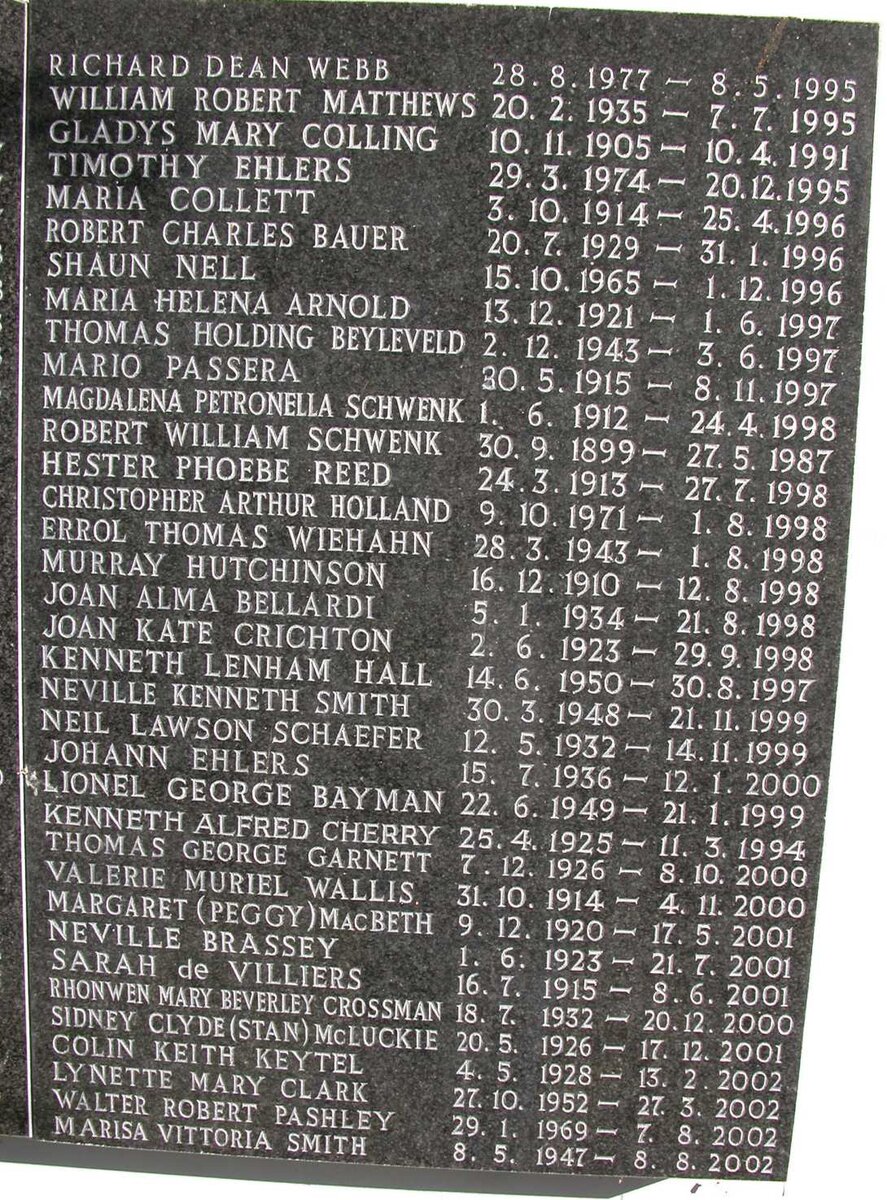 RICHARD DEAN WEBB 28. 8. 1977 — 8. 5. 1995
WILLIAM ROBERT MATTHEWS 20. 2. 1935 — 7. 7. 1995
GLADYS MARY COLLING 10. 11. 1905 — 10. 4. 1991
TIMOTHY EHLERS 29. 3. 1974 — 20. 12. 1995
MARIA COLLETT 3. 10. 1914 — 25. 4. 1996
ROBERT CHARLES BAUER 20. 7. 1929 — 31. 1. 1996
SHAUN NELL 15. 10. 1965 — 1. 12. 1996
MARIA HELENA ARNOLD 13. 12. 1921 — 1. 6. 1997
THOMAS HOLDING BEYLEVELD 2. 12. 1943 — 3. 6. 1997
MARIO PASSERA 30. 5. 1915 — 8. 11. 1997
MAGDALENA PETRONELLA SCHWENK 1. 6. 1912 — 24. 4. 1998
ROBERT WILLIAM SCHWENK 30. 9. 1899 — 27. 5. 1987
HESTER PHOEBE REED 24. 3. 1913 — 27. 7. 1998
CHRISTOPHER ARTHUR HOLLAND 9. 10. 1971 — 1. 8. 1998
ERROL THOMAS WIEHAHN 28. 3. 1943 — 1. 8. 1998
MURRAY HUTCHINSON 16. 12. 1910 — 12. 8. 1998
JOAN ALMA BELLARDI 5. 1. 1934 — 21. 8. 1998
JOAN KATE CRICHTON 2. 6. 1923 — 29. 9. 1998
KENNETH LENHAM HALL 14. 6. 1950 — 30. 8. 1997
NEVILLE KENNETH SMITH 30. 3. 1948 — 21. 11. 1999
NEIL LAWSON SCHAEFER 12. 5. 1932 — 14. 11. 1999
JOHANN EHLERS 15. 7. 1936 — 12. 1. 2000
LIONEL GEORGE BAYMAN 22. 6. 1949 — 21. 1. 1999
KENNETH ALFRED CHERRY 25. 4. 1925 — 11. 3. 1994
THOMAS GEORGE GARNETT 7. 12. 1926 — 8. 10. 2000
VALERIE MURIEL WALLIS. 31. 10. 1914 — 4. 11. 2000
MARGARET (PEGGY) MACBETH 9. 12. 1920 — 17. 5. 2001
NEVILLE BRASSEY 1. 6. 1923 — 21. 7. 2001
SARAH de VILLIERS 16. 7. 1915 — 8. 6. 2001
RHONWEN MARY BEVERLEY CROSSMAN 18. 7. 1932 — 20. 12. 2000
SIDNEY CLYDE (STAN) McLUCKIE 20. 5. 1926 — 17. 12. 2001
COLIN KEITH KEYTEL 4. 5. 1928 — 13. 2. 2002
LYNETTE MARY CLARK 27. 10. 1952 — 27. 3. 2002
WALTER ROBERT PASHLEY 29. 1. 1969 — 7. 8. 2002
MARISA VITTORIA SMITH 8. 5. 1947 — 8. 8. 2002